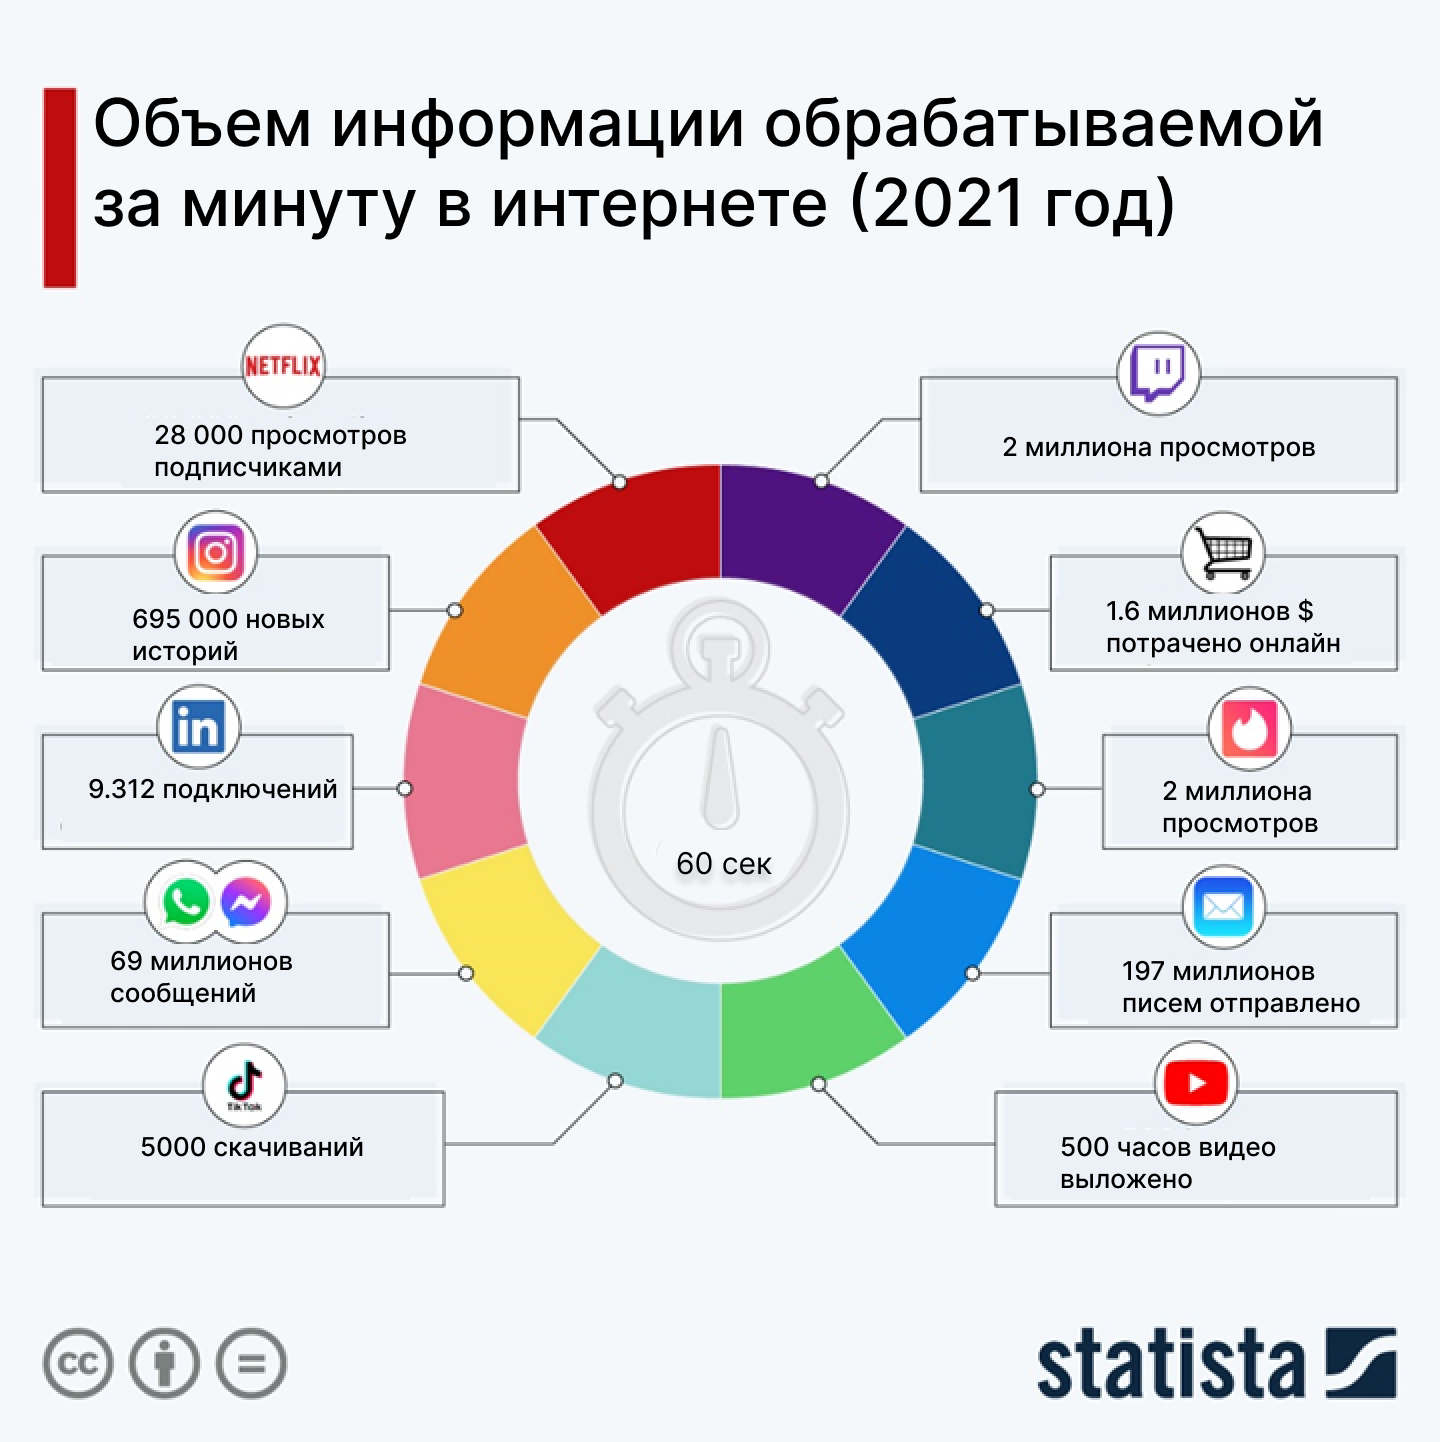 Объем информации обрабатываемой
за минуту в интернете (2021 год)
NETFLIX
28 000 просмотров
подписчиками
2 миллиона просмотров
695 000 новых
историй
1.6 миллионов $
потрачено онлайн
in
9.312 подключений
2 миллиона
просмотров
60 сек
69 миллионов
сообщений
197 миллионов
писем отправлено
TikTok
5000 скачиваний
500 часов видео
выложено
cc
statista